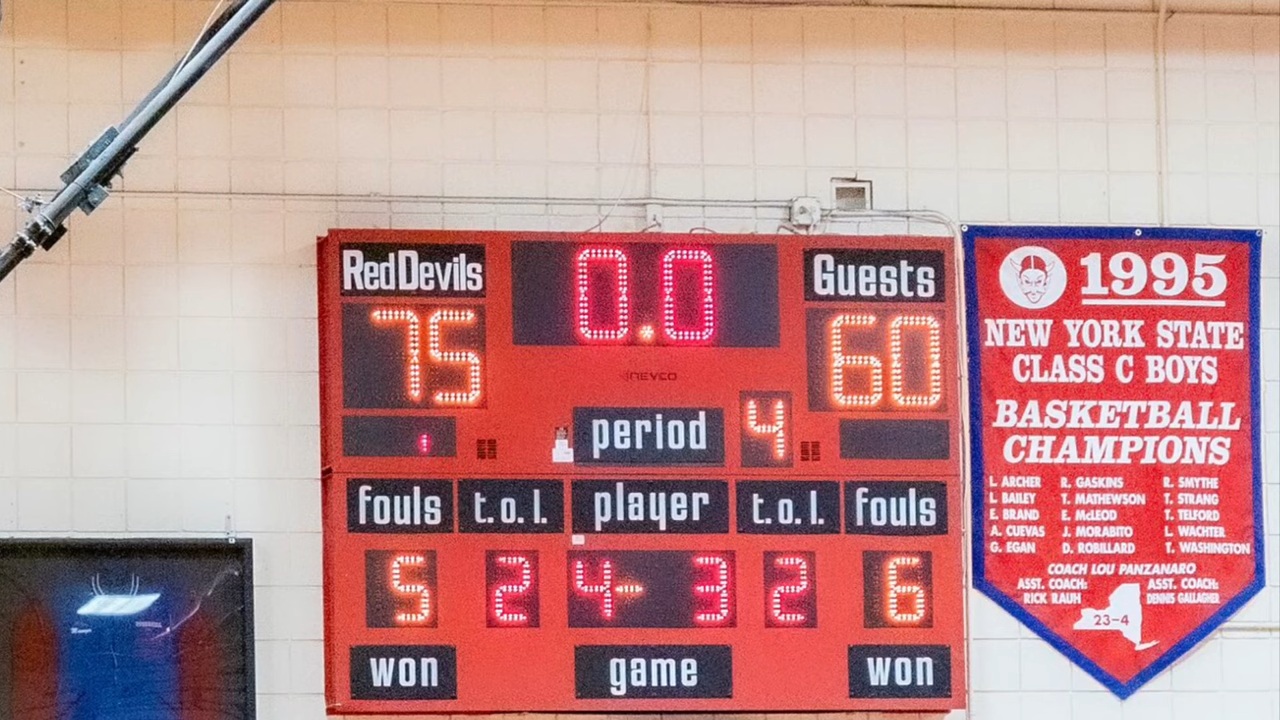 RedDevils
0.0
Guests
75
60
NEVCO
period
4
fouls
t.o.l.
player
t.o.l.
fouls
5
2
4-3
2
6
won
game
won
1995
NEW YORK STATE
CLASS C BOYS
BASKETBALL
CHAMPIONS
L. ARCHER R. GASKINS R. SMYTHE
L. BAILEY T. MATHEWSON T. STRANG
E. BRAND E. McLEOD T. TELFORD
A. CUEVAS J. MORABITO L. WACHTER
G. EGAN D. ROBILLARD T. WASHINGTON
COACH LOU PANZANARO
ASST. COACH: ASST. COACH:
RICK RAUH DENNIS GALLAGHER
23-4